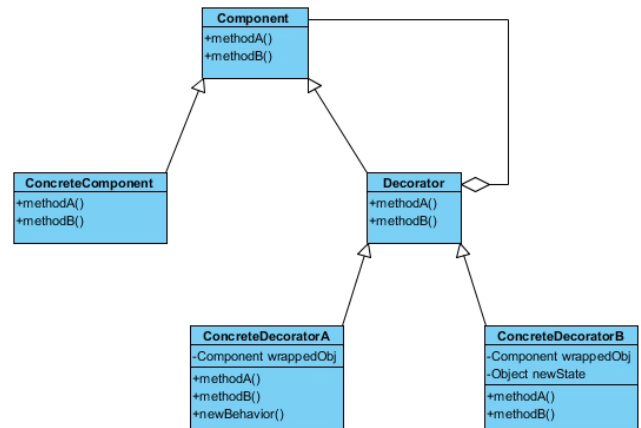 Component
+methodA()
+methodB()
ConcreteComponent
+methodA()
+methodB()
Decorator
+methodA()
+methodB()
ConcreteDecoratorA
-Component wrappedObj
+methodA()
+methodB()
+newBehavior()
ConcreteDecoratorB
-Component wrappedObj
-Object newState
+methodA()
+methodB()